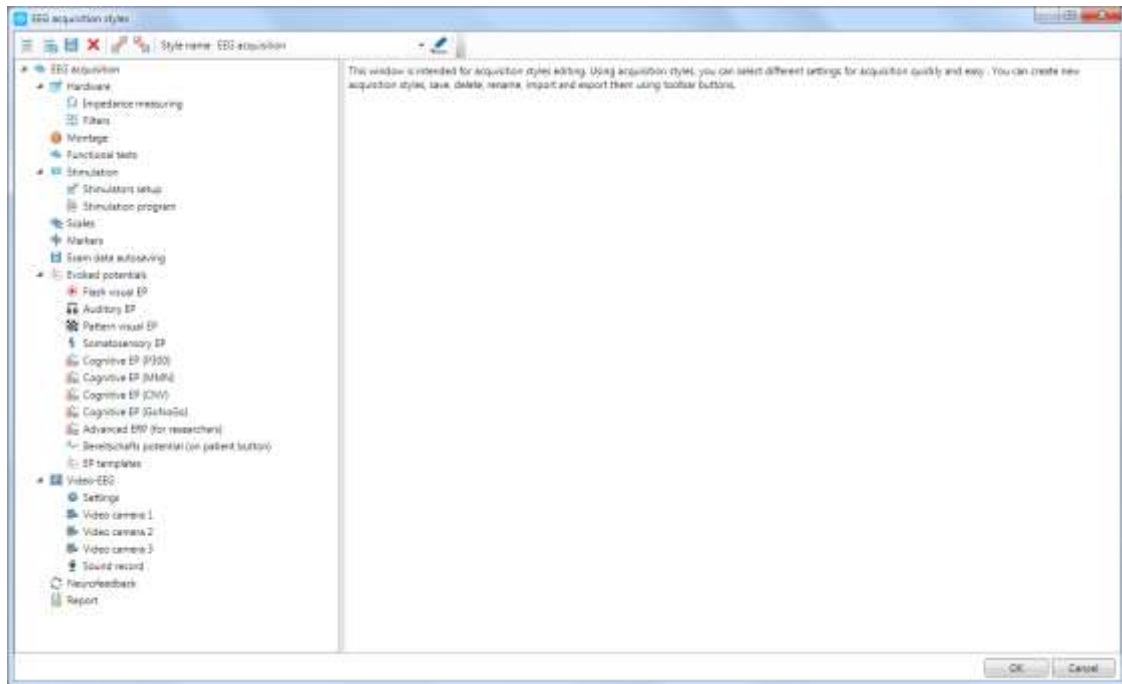 EEG acquisition styles
Style name: EEG acquisition
EEG acquisition
Hardware
Impedance measuring
Filters
Montage
Functional tests
Stimulation
Stimulators setup
Stimulation program
Scales
Markers
Exam data autosaving
Evoked potentials
Flash visual EP
Auditory EP
Pattern visual EP
Somatosensory EP
Cognitive EP (P300)
Cognitive EP (MMN)
Cognitive EP (CNV)
Cognitive EP (GoNoGo)
Advanced ERP (for researchers)
Bereitschafts potential (on patient button)
EP templates
Video-EEG
Settings
Video camera 1
Video camera 2
Video camera 3
Sound record
Neurofeedback
Report
This window is intended for acquisition styles editing. Using acquisition styles, you can select different settings for acquisition quickly and easy . You can create new
acquisition styles, save, delete, rename, import and export them using toolbar buttons.
OK
Cancel